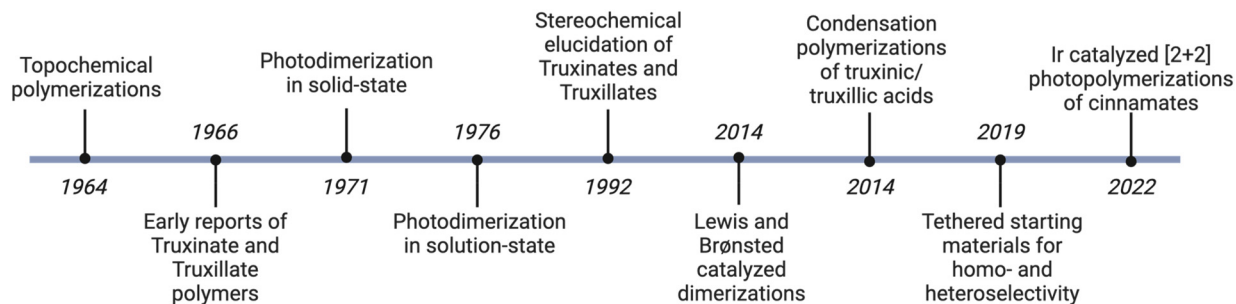 Topochemical
polymerizations
1964
1966
Early reports of
Truxinate and
Truxillate
polymers
Photodimerization
in solid-state
1971
1976
Photodimerization
in solution-state
Stereochemical
elucidation of
Truxinates and
Truxillates
1992
2014
Lewis and
Brønsted
catalyzed
dimerizations
Condensation
polymerizations
of truxinic/
truxillic acids
2014
2019
Tethered starting
materials for
homo- and
heteroselectivity
Ir catalyzed [2+2]
photopolymerizations
of cinnamates
2022